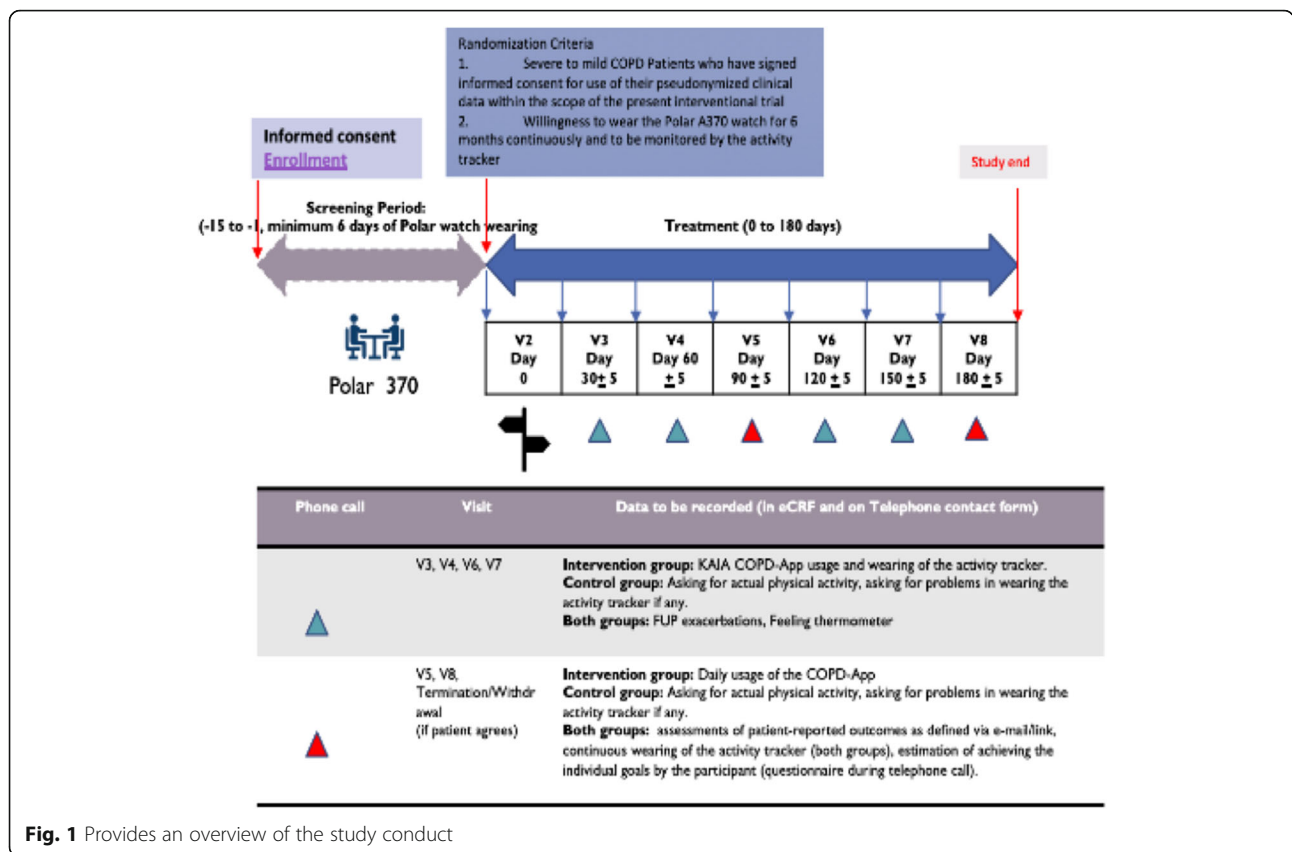 Randomization Criteria
1. Severe to mild COPD Patients who have signed
informed consent for use of their pseudonymized clinical
data within the scope of the present interventional trial
2. Willingness to wear the Polar A370 watch for 6
months continuously and to be monitored by the activity
tracker
Informed consent
Enrollment
Study end
Screening Period:
(-15 to -1, minimum 6 days of Polar watch wearing
Treatment (0 to 180 days)
Polar 370
V2
Day
0
V3
Day
30± 5
V4
Day 60
± 5
V5
Day
90 ± 5
V6
Day
120 ± 5
V7
Day
150 ± 5
V8
Day
180 ± 5
Phone call Visit Data to be recorded (in eCRF and on Telephone contact form)
V3, V4, V6, V7
Intervention group: KAIA COPD-App usage and wearing of the activity tracker.
Control group: Asking for actual physical activity, asking for problems in wearing the
activity tracker if any.
Both groups: FUP exacerbations, Feeling thermometer
V5, V8,
Termination/Withdr
awal
(if patient agrees)
Intervention group: Daily usage of the COPD-App
Control group: Asking for actual physical activity, asking for problems in wearing the
activity tracker if any.
Both groups: assessments of patient-reported outcomes as defined via e-mail/link,
continuous wearing of the activity tracker (both groups), estimation of achieving the
individual goals by the participant (questionnaire during telephone call).
Fig. 1 Provides an overview of the study conduct